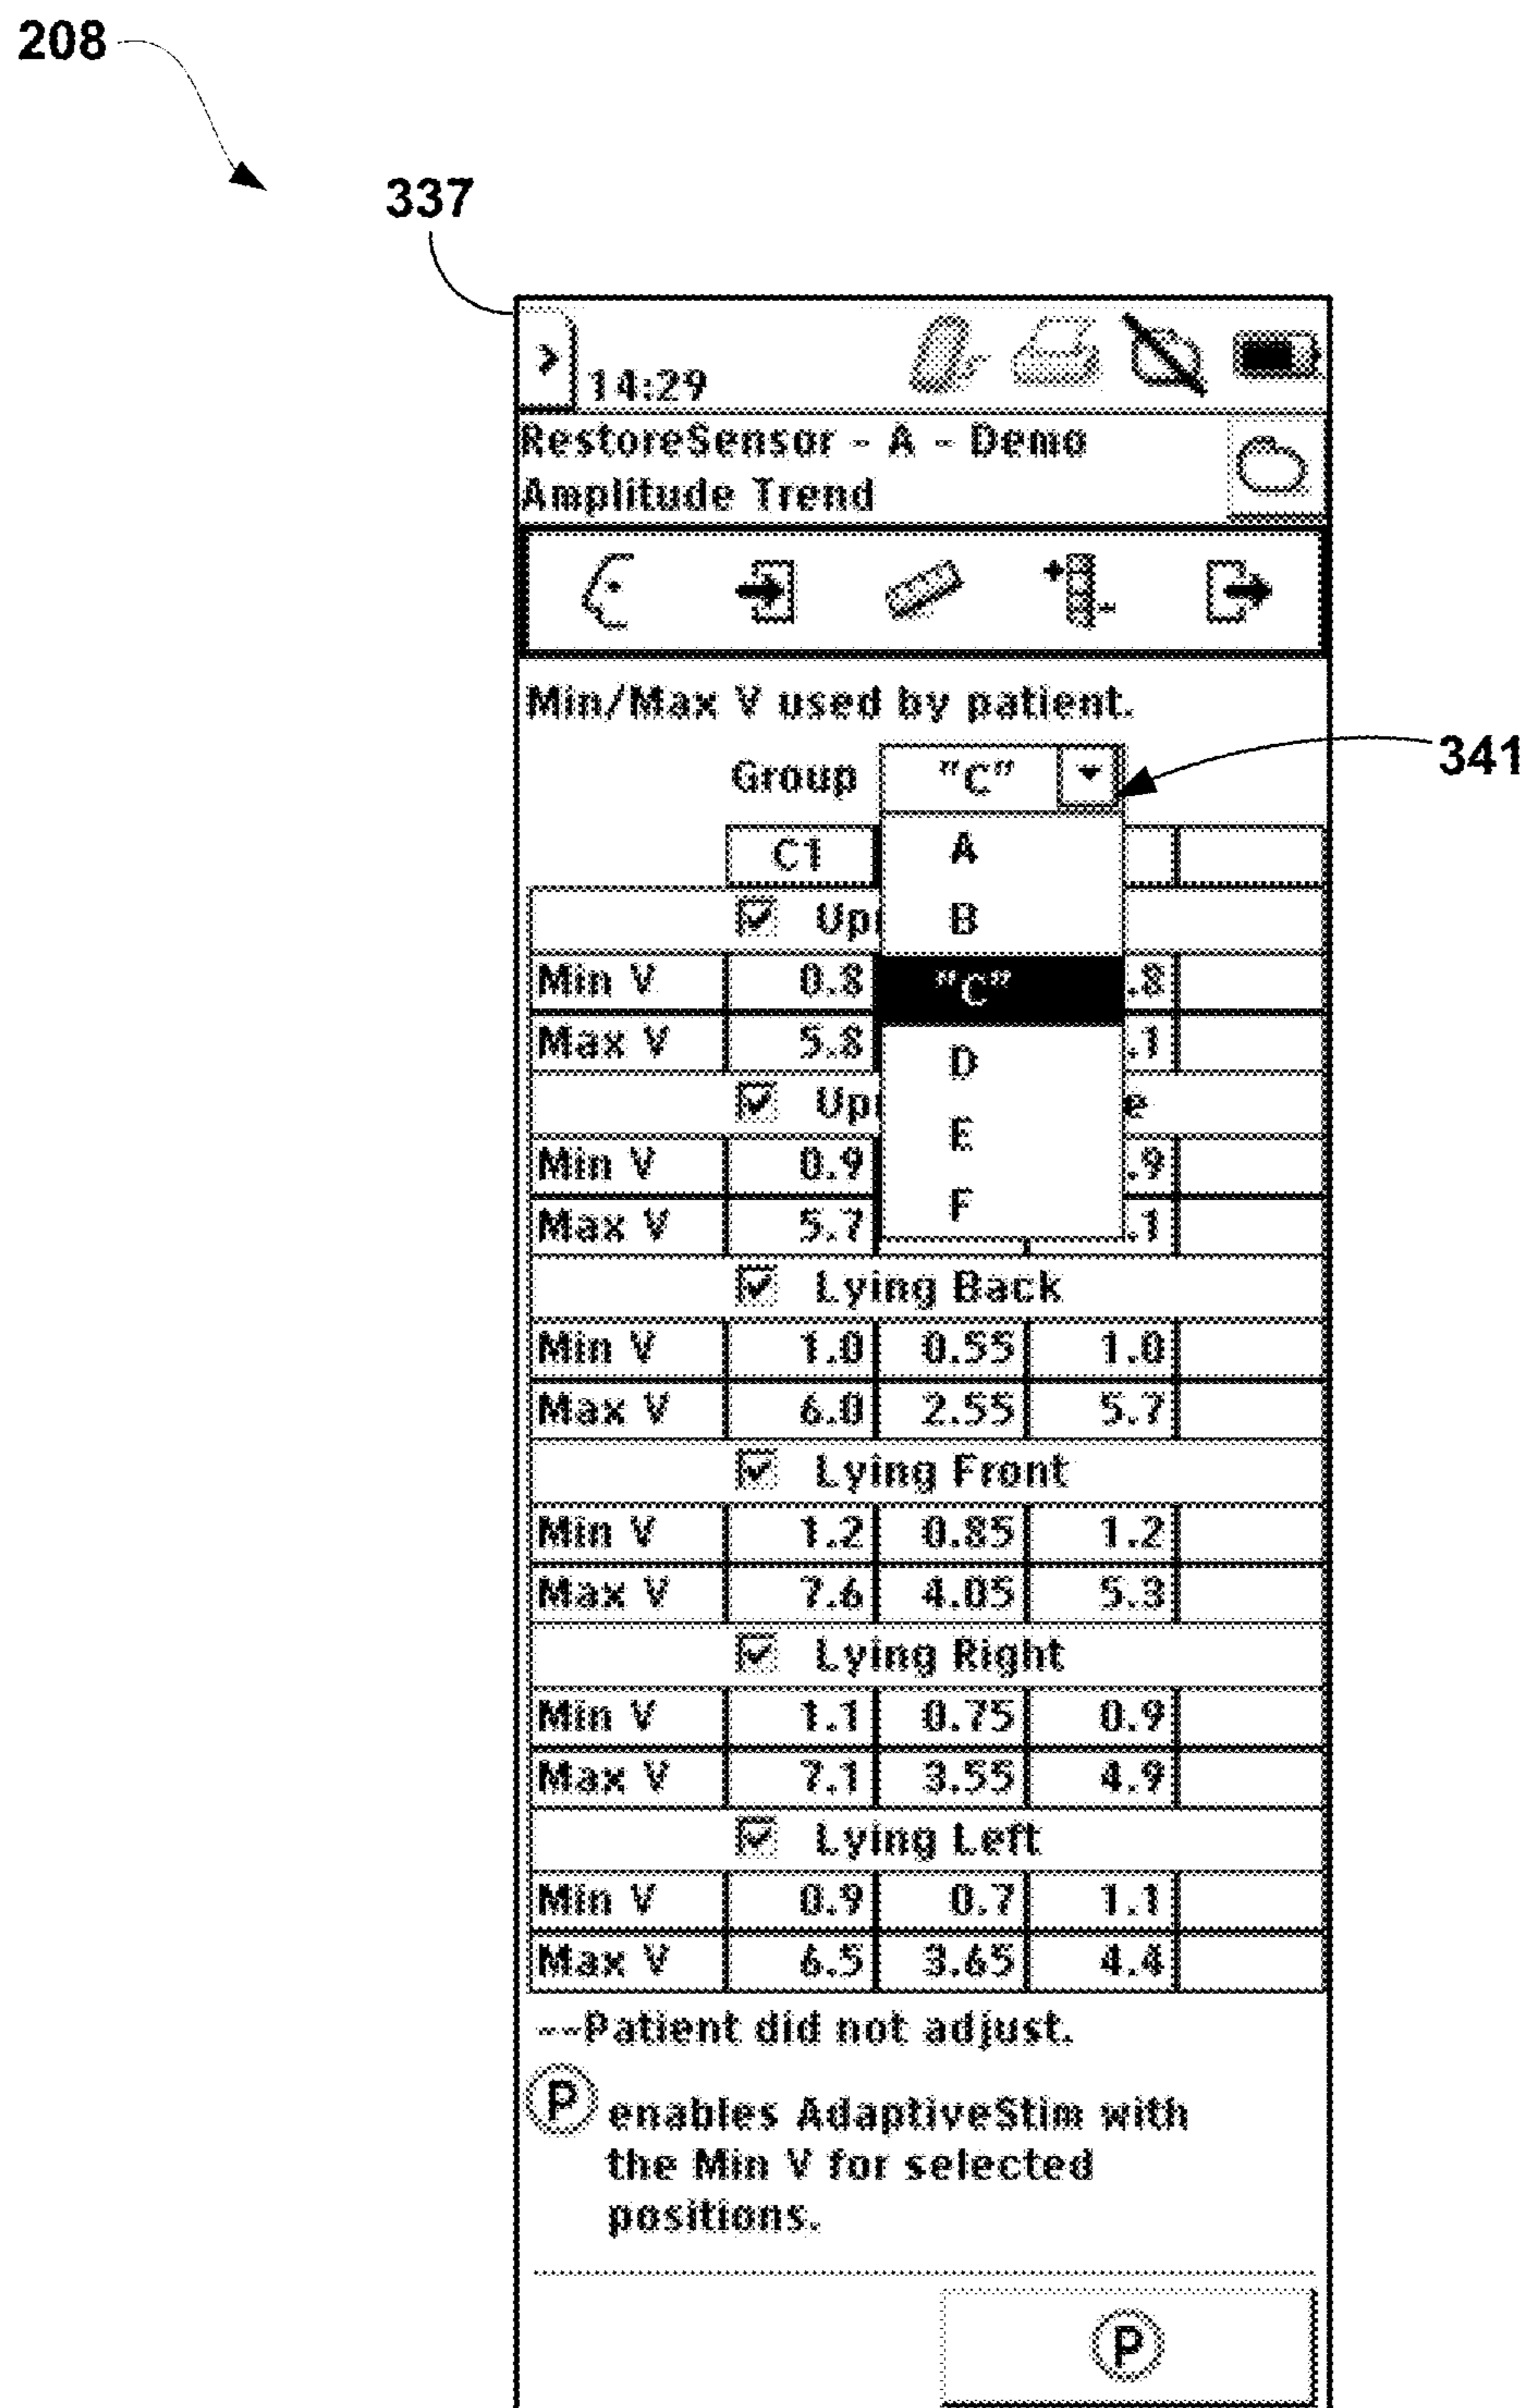 208
337
14:29
RestoreSensor - A - Demo
Amplitude Trend
Min/Max V used by patient.
Group "C"
341
A
B
"C"
D
E
F
C1
Min V 0.8 .8
Max V 5.8 .1
Min V 0.9 .9
Max V 5.7 .1
Lying Back
Min V 1.0 0.55 1.0
Max V 6.0 2.55 5.7
Lying Front
Min V 1.2 0.85 1.2
Max V 7.6 4.05 5.3
Lying Right
Min V 1.1 0.75 0.9
Max V 7.1 3.55 4.9
Lying Left
Min V 0.9 0.7 1.1
Max V 6.5 3.65 4.4
--Patient did not adjust.
P enables AdaptiveStim with
the Min V for selected
positions.
P